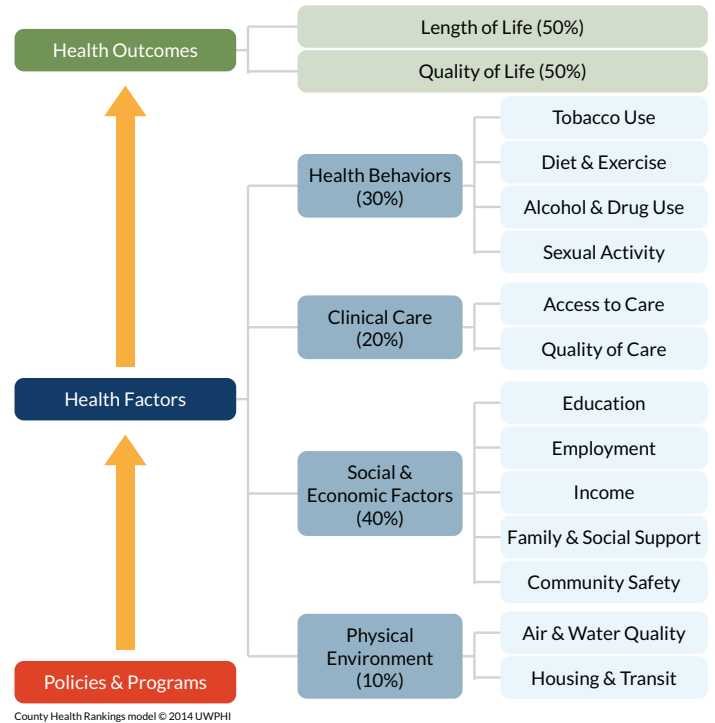 Health Outcomes
Length of Life (50%)
Quality of Life (50%)
Health Factors
Health Behaviors
(30%)
Tobacco Use
Diet & Exercise
Alcohol & Drug Use
Sexual Activity
Clinical Care
(20%)
Access to Care
Quality of Care
Social &
Economic Factors
(40%)
Education
Employment
Income
Family & Social Support
Community Safety
Physical
Environment
(10%)
Air & Water Quality
Housing & Transit
Policies & Programs
County Health Rankings model © 2014 UWPHI